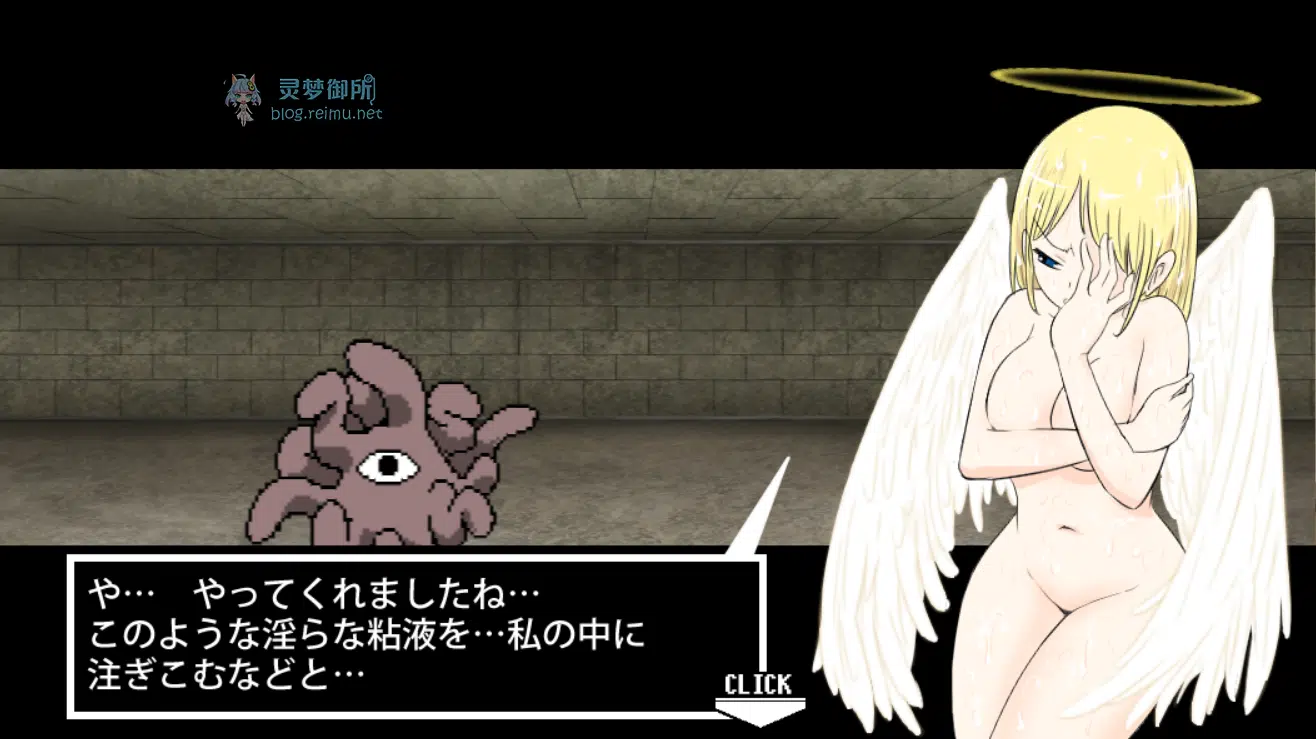 灵梦御所
blog.reimu.net
や…　やってくれましたね…
このような淫らな粘液を…私の中に
注ぎこむなどと…
CLICK